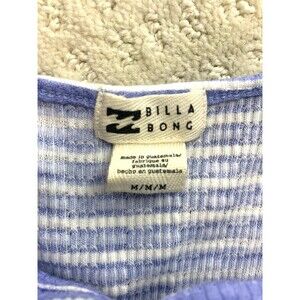 BILLA
BONG
made in guatemala/
fabriqué au
guatemala/
hecho en guatemala
M/M/M